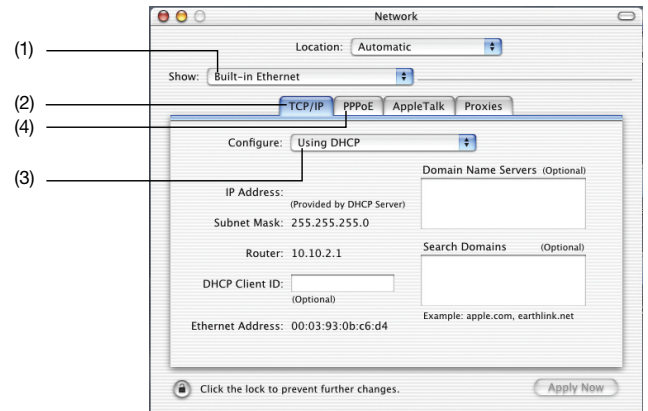 Network
Location: Automatic
(1)
Show: Built-in Ethernet
(2)
TCP/IP PPPoE AppleTalk Proxies
(4)
Configure: Using DHCP
(3)
Domain Name Servers (Optional)
IP Address:
(Provided by DHCP Server)
Subnet Mask: 255.255.255.0
Router: 10.10.2.1
Search Domains (Optional)
DHCP Client ID:
(Optional)
Example: apple.com, earthlink.net
Ethernet Address: 00:03:93:0b:c6:d4
Click the lock to prevent further changes.
Apply Now